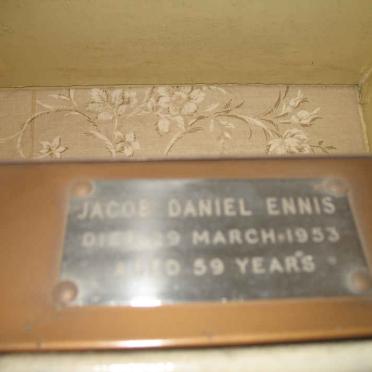 JACOB DANIEL ENNIS
DIED 29 MARCH 1953
AGED 59 YEARS